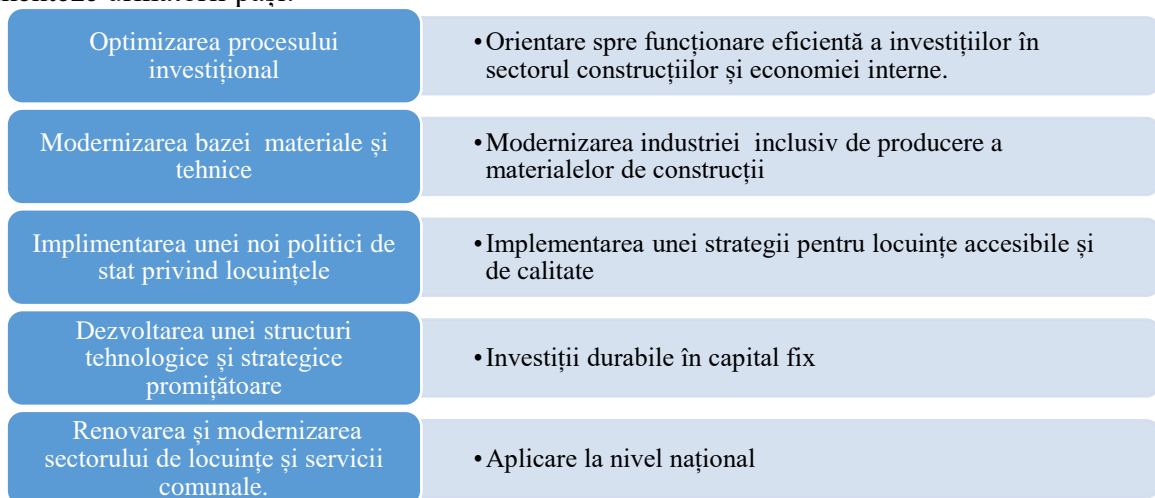 următorii pași:
Optimizarea procesului
investițional
•Orientare spre funcționare eficientă a investițiilor în
sectorul construcțiilor și economiei interne.
Modernizarea bazei materiale și
tehnice
•Modernizarea industriei inclusiv de producere a
materialelor de construcții
Implimentarea unei noi politici de
stat privind locuințele
•Implementarea unei strategii pentru locuințe accesibile și
de calitate
Dezvoltarea unei structuri
tehnologice și strategice
promițătoare
•Investiții durabile în capital fix
Renovarea și modernizarea
sectorului de locuințe și servicii
comunale.
•Aplicare la nivel național